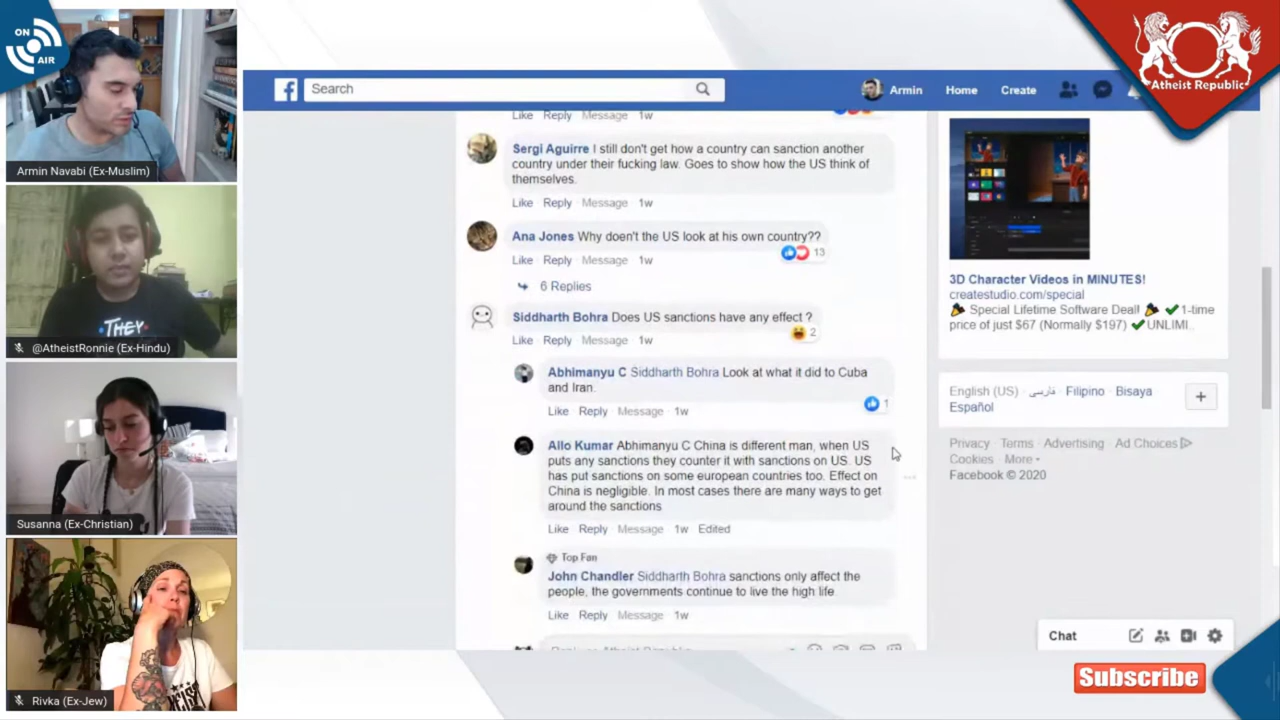 ON
AIR
Armin Navabi (Ex-Muslim)
@AtheistRonnie (Ex-Hindu)
THEY
Susanna (Ex-Christian)
Rivka (Ex-Jew)
Search
Armin
Home
Create
Atheist Republic
Like Reply Message 1w
Sergi Aguirre I still don't get how a country can sanction another
country under their fucking law. Goes to show how the US think of
themselves.
Like Reply Message 1w
Ana Jones Why doen't the US look at his own country??
13
Like Reply Message 1w
6 Replies
Siddharth Bohra Does US sanctions have any effect ?
2
Like Reply Message 1w
Abhimanyu C Siddharth Bohra Look at what it did to Cuba
and Iran.
1
Like Reply Message 1w
Allo Kumar Abhimanyu C China is different man, when US
puts any sanctions they counter it with sanctions on US. US
has put sanctions on some european countries too. Effect on
China is negligible. In most cases there are many ways to get
around the sanctions
Like Reply Message 1w Edited
Top Fan
John Chandler Siddharth Bohra sanctions only affect the
people, the governments continue to live the high life.
Like Reply Message 1w
3D Character Videos in MINUTES!
createstudio.com/special
Special Lifetime Software Deal! 1-time
price of just $67 (Normally $197) UNLIMI..
English (US) · فارسی · Filipino · Bisaya
Español
+
Privacy · Terms · Advertising · Ad Choices
Cookies · More
Facebook © 2020
Chat
Subscribe